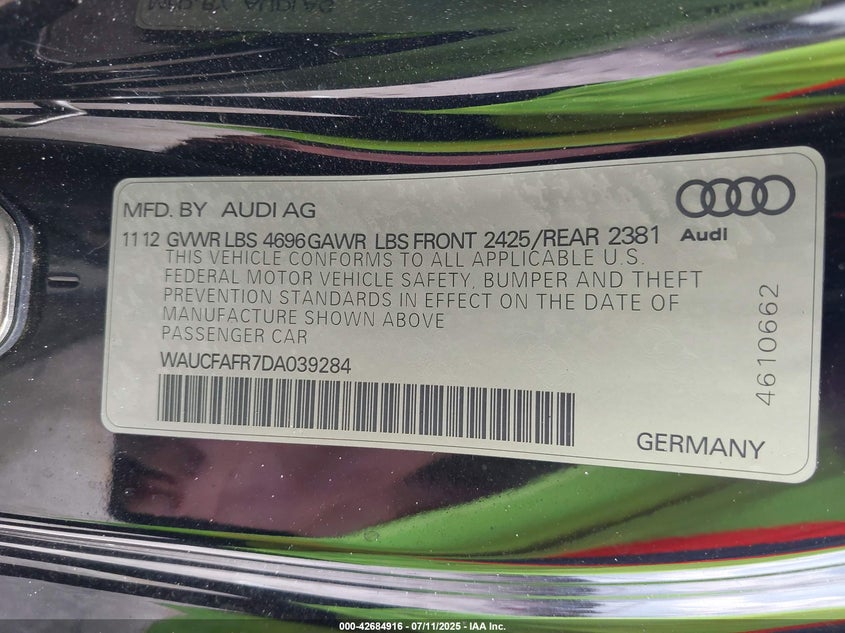 MFD. BY AUDI AG
1112 GVWR LBS 4696 GAWR LBS FRONT 2425/REAR 2381
Audi
THIS VEHICLE CONFORMS TO ALL APPLICABLE U.S.
FEDERAL MOTOR VEHICLE SAFETY, BUMPER AND THEFT
PREVENTION STANDARDS IN EFFECT ON THE DATE OF
MANUFACTURE SHOWN ABOVE
PASSENGER CAR
WAUCFAFR7DA039284
4610662
GERMANY
000-42684916 - 07/11/2025 - IAA Inc.